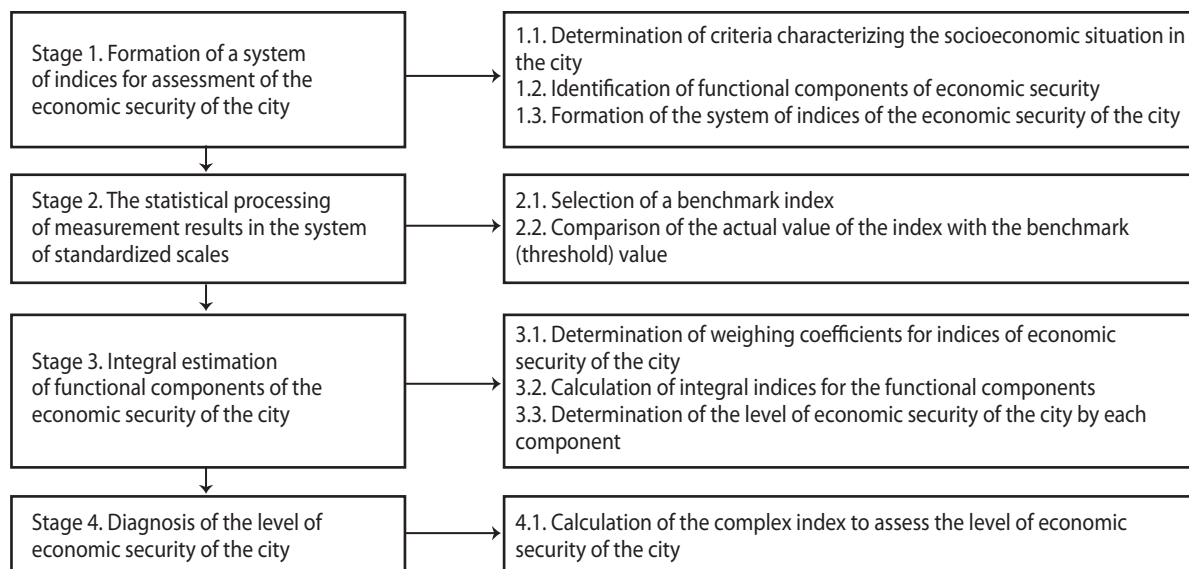 Stage 1. Formation of a system
of indices for assessment of the
economic security of the city
1.1. Determination of criteria characterizing the socioeconomic situation in
the city
1.2. Identification of functional components of economic security
1.3. Formation of the system of indices of the economic security of the city
Stage 2. The statistical processing
of measurement results in the system
of standardized scales
2.1. Selection of a benchmark index
2.2. Comparison of the actual value of the index with the benchmark
(threshold) value
Stage 3. Integral estimation
of functional components of the
economic security of the city
3.1. Determination of weighing coefficients for indices of economic
security of the city
3.2. Calculation of integral indices for the functional components
3.3. Determination of the level of economic security of the city by each
component
Stage 4. Diagnosis of the level of
economic security of the city
4.1. Calculation of the complex index to assess the level of economic
security of the city